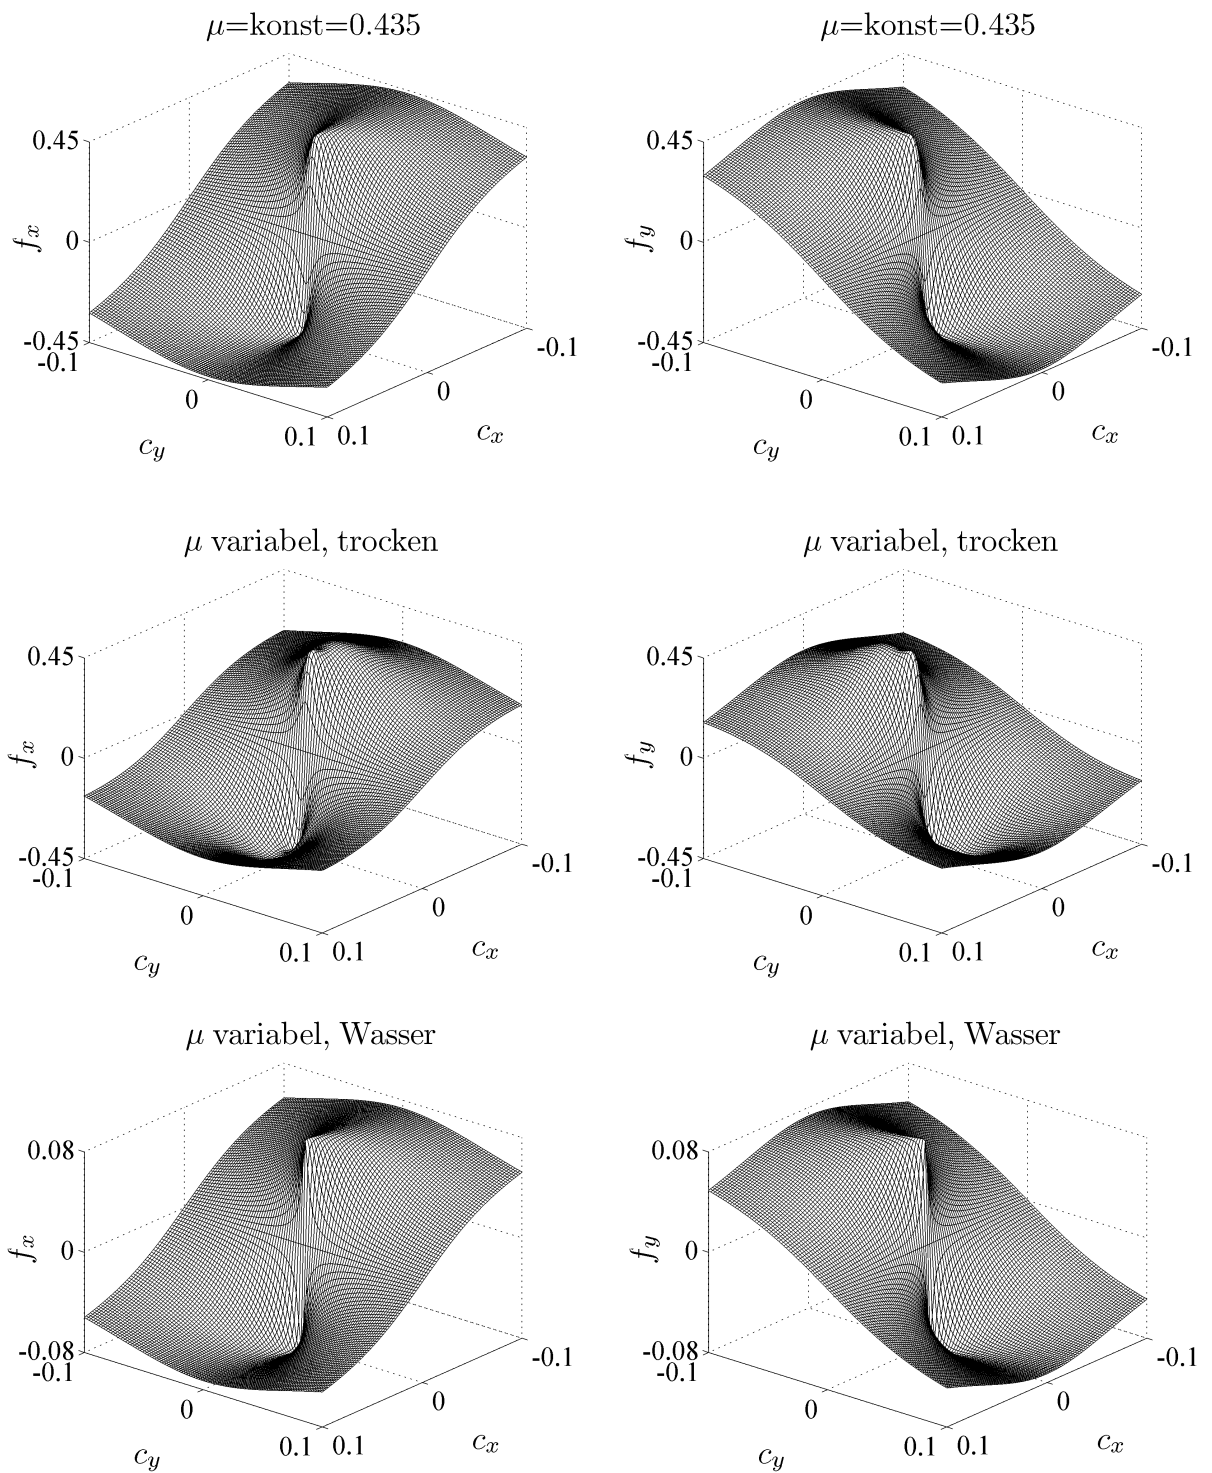 μ=konst=0.435
0.45
0
-0.45
f_x
-0.1
0
0.1
c_y
0.1
0
-0.1
c_x
μ=konst=0.435
0.45
0
-0.45
f_y
-0.1
0
0.1
c_y
0.1
0
-0.1
c_x
μ variabel, trocken
0.45
0
-0.45
f_x
-0.1
0
0.1
c_y
0.1
0
-0.1
c_x
μ variabel, trocken
0.45
0
-0.45
f_y
-0.1
0
0.1
c_y
0.1
0
-0.1
c_x
μ variabel, Wasser
0.08
0
-0.08
f_x
-0.1
0
0.1
c_y
0.1
0
-0.1
c_x
μ variabel, Wasser
0.08
0
-0.08
f_y
-0.1
0
0.1
c_y
0.1
0
-0.1
c_x